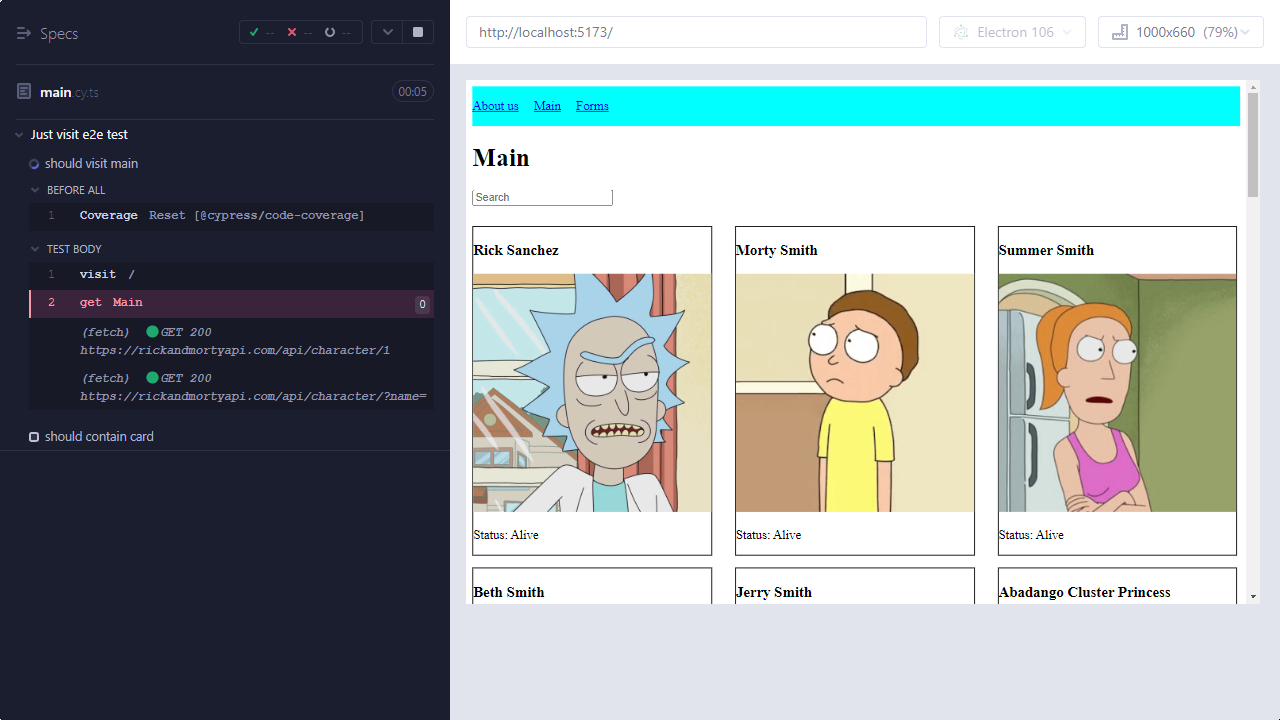 Specs
--
--
--
main.cy.ts
00:05
Just visit e2e test
should visit main
BEFORE ALL
1 Coverage Reset [@cypress/code-coverage]
TEST BODY
1 visit /
2 get Main 0
(fetch) GET 200
https://rickandmortyapi.com/api/character/1
(fetch) GET 200
https://rickandmortyapi.com/api/character/?name=
should contain card
http://localhost:5173/
Electron 106
1000x660 (79%)
About us Main Forms
Main
Search
Rick Sanchez
Morty Smith
Summer Smith
Status: Alive
Status: Alive
Status: Alive
Beth Smith
Jerry Smith
Abadango Cluster Princess